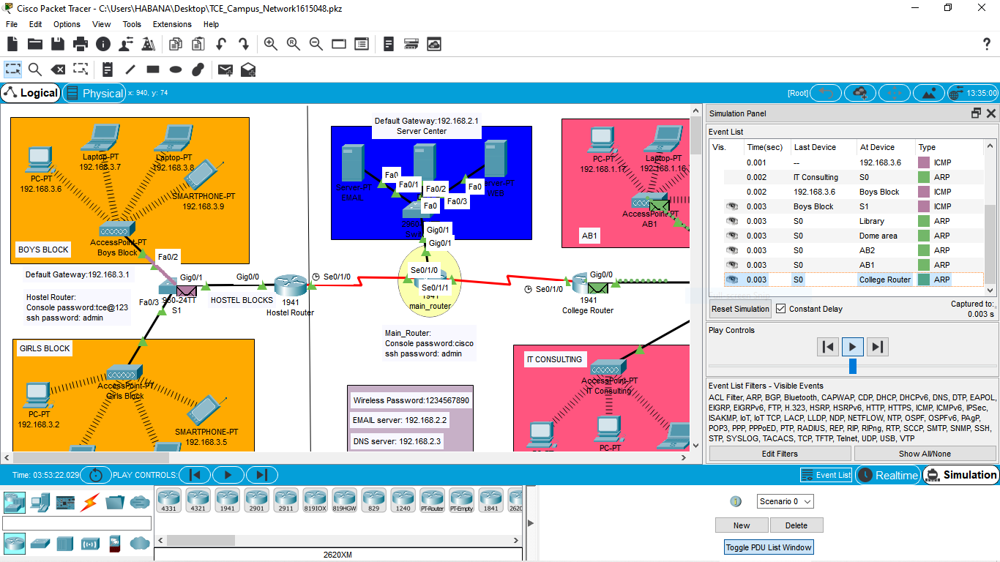 Cisco Packet Tracer - C:\Users\HABANA\Desktop\TCE_Campus_Network1615048.pkz
File Edit Options View Tools Extensions Help
Logical
Physical
x: 940, y: 74
[Root]
13:35:00
Default Gateway:192.168.2.1
Server Center
Laptop-PT
192.168.3.7
Laptop-PT
192.168.3.8
PC-PT
192.168.3.6
SMARTPHONE-PT
192.168.3.9
AccessPoint-PT
Boys Block
BOYS BLOCK
Default Gateway:192.168.3.1
Hostel Router:
Console password:tce@123
ssh password: admin
Fa0/2
Gig0/1
Fa0/3
960-24TT
S1
HOSTEL BLOCKS
Gig0/0
1941
Hostel Router
Se0/1/0
GIRLS BLOCK
AccessPoint-PT
Girls Block
PC-PT
192.168.3.2
SMARTPHONE-PT
192.168.3.5
Server-PT
EMAIL
Fa0
Fa0/1
Fa0/2
Fa0
Fa0/3
Fa0
WEB
Gig0/1
Gig0/1
Se0/1/0
Se0/1/1
1941
main_router
Main_Router:
Console password:cisco
ssh password: admin
Wireless Password:1234567890
EMAIL server: 192.168.2.2
DNS server: 192.168.2.3
PC-PT
192.168.1.17
Laptop-PT
192.168.1.16
AccessPoint-PT
AB1
AB1
Se0/1/0
Gig0/0
1941
College Router
IT CONSULTING
AccessPoint-PT
IT Consulting
PC-PT
PC-PT
Simulation Panel
Event List
Vis. Time(sec) Last Device At Device Type
0.001 -- 192.168.3.6 ICMP
0.002 IT Consulting S0 ARP
0.002 192.168.3.6 Boys Block ICMP
0.003 Boys Block S1 ICMP
0.003 S0 Library ARP
0.003 S0 Dome area ARP
0.003 S0 AB2 ARP
0.003 S0 AB1 ARP
0.003 S0 College Router ARP
Reset Simulation
Constant Delay
Captured to:
0.003 s
Play Controls
Event List Filters - Visible Events
ACL Filter, ARP, BGP, Bluetooth, CAPWAP, CDP, DHCP, DHCPv6, DNS, DTP, EAPOL,
EIGRP, EIGRPv6, FTP, H.323, HSRP, HSRPv6, HTTP, HTTPS, ICMP, ICMPv6, IPSec,
ISAKMP, IoT, IoT TCP, LACP, LLDP, NDP, NETFLOW, NTP, OSPF, OSPFv6, PAgP,
POP3, PPP, PPPoED, PTP, RADIUS, REP, RIP, RIPng, RTP, SCCP, SMTP, SNMP, SSH,
STP, SYSLOG, TACACS, TCP, TFTP, Telnet, UDP, USB, VTP
Edit Filters
Show All/None
Time: 03:53:22.029
PLAY CONTROLS:
Event List
Realtime
Simulation
4331 4321 1941 2901 2911 819IOX 819HGW 829 1240 PT-Router PT-Empty 1841 2620
2620XM
Scenario 0
New
Delete
Toggle PDU List Window